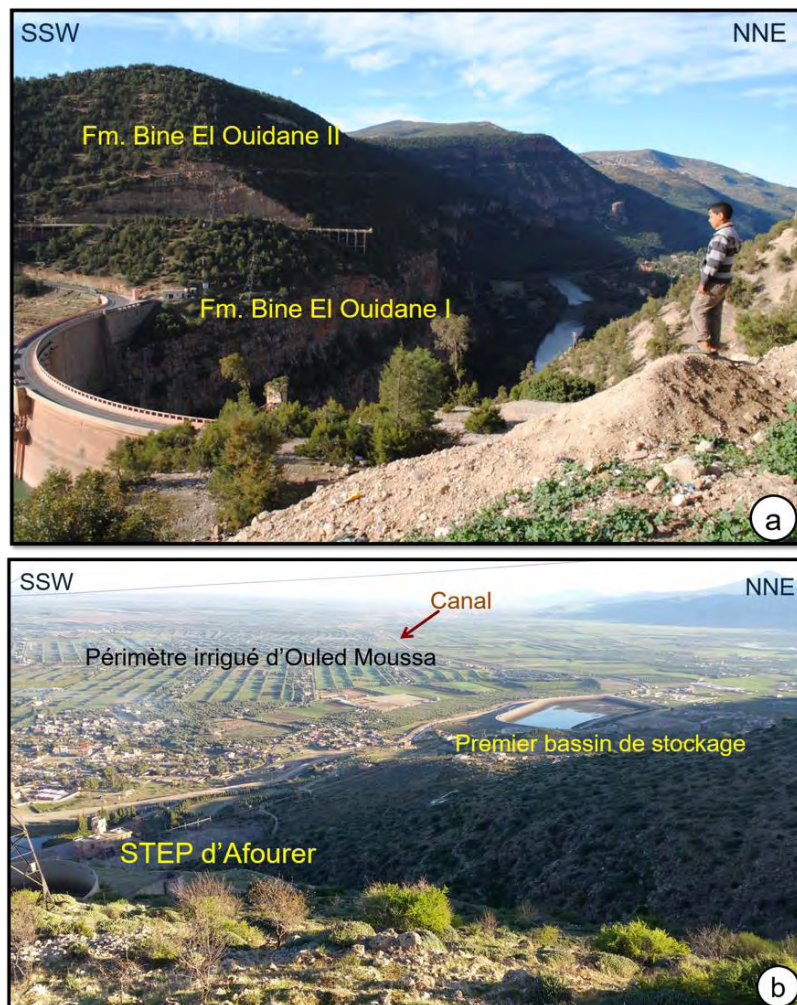 SSW
NNE
Fm. Bine El Ouidane II
Fm. Bine El Ouidane I
a
SSW
NNE
Canal
Périmètre irrigué d'Ouled Moussa
Premier bassin de stockage
STEP d'Afourer
b